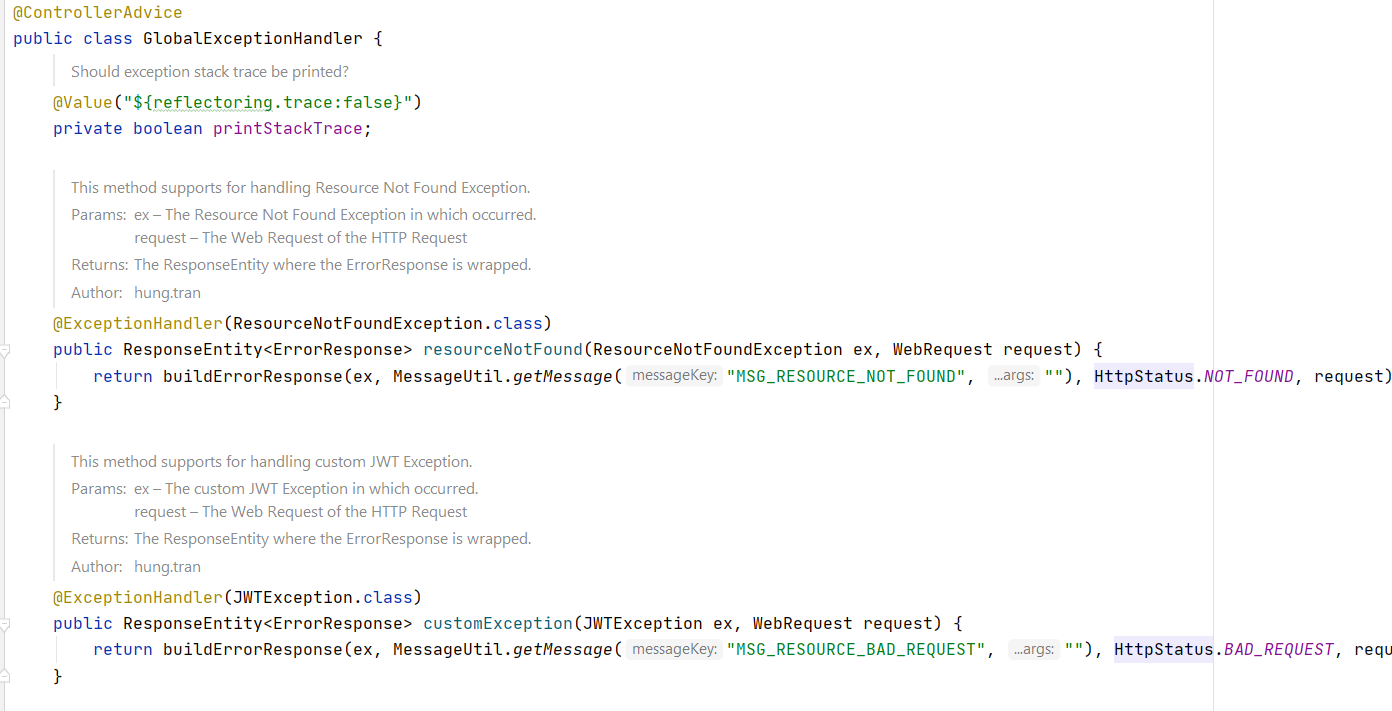 @ControllerAdvice
public class GlobalExceptionHandler {
Should exception stack trace be printed?
@Value("${reflectoring.trace:false}")
private boolean printStackTrace;
This method supports for handling Resource Not Found Exception.
Params: ex – The Resource Not Found Exception in which occurred.
request – The Web Request of the HTTP Request
Returns: The ResponseEntity where the ErrorResponse is wrapped.
Author: hung.tran
@ExceptionHandler(ResourceNotFoundException.class)
public ResponseEntity<ErrorResponse> resourceNotFound(ResourceNotFoundException ex, WebRequest request) {
return buildErrorResponse(ex, MessageUtil.getMessage( messageKey: "MSG_RESOURCE_NOT_FOUND", ...args: ""), HttpStatus.NOT_FOUND, request)
}
This method supports for handling custom JWT Exception.
Params: ex – The custom JWT Exception in which occurred.
request – The Web Request of the HTTP Request
Returns: The ResponseEntity where the ErrorResponse is wrapped.
Author: hung.tran
@ExceptionHandler(JWTException.class)
public ResponseEntity<ErrorResponse> customException(JWTException ex, WebRequest request) {
return buildErrorResponse(ex, MessageUtil.getMessage( messageKey: "MSG_RESOURCE_BAD_REQUEST", ...args: ""), HttpStatus.BAD_REQUEST, requ
}